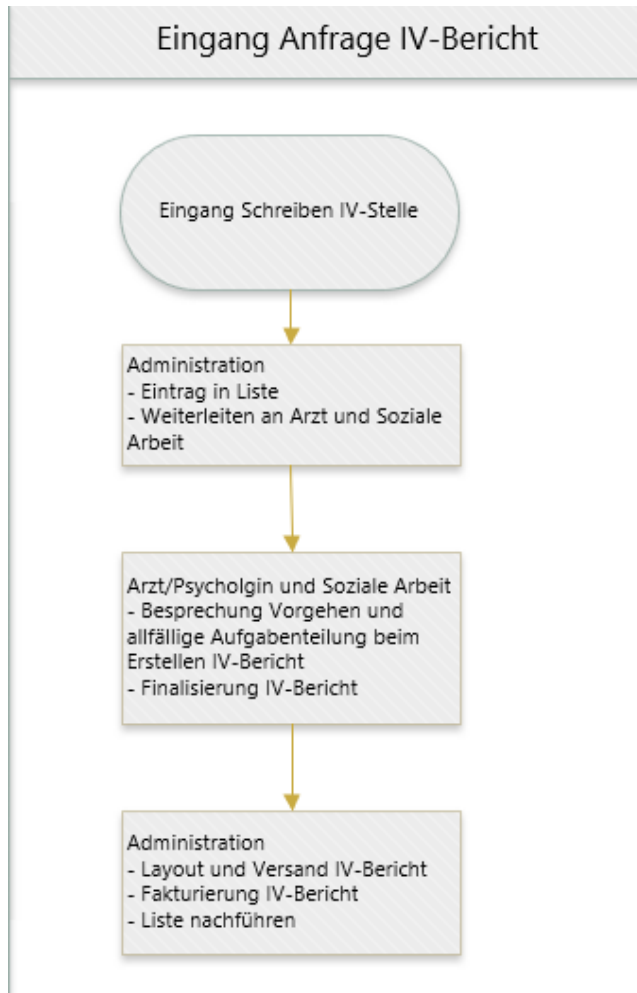 Eingang Anfrage IV-Bericht
Eingang Schreiben IV-Stelle
Administration
- Eintrag in Liste
- Weiterleiten an Arzt und Soziale
Arbeit
Arzt/Psycholgin und Soziale Arbeit
- Besprechung Vorgehen und
allfällige Aufgabenteilung beim
Erstellen IV-Bericht
- Finalisierung IV-Bericht
Administration
- Layout und Versand IV-Bericht
- Fakturierung IV-Bericht
- Liste nachführen